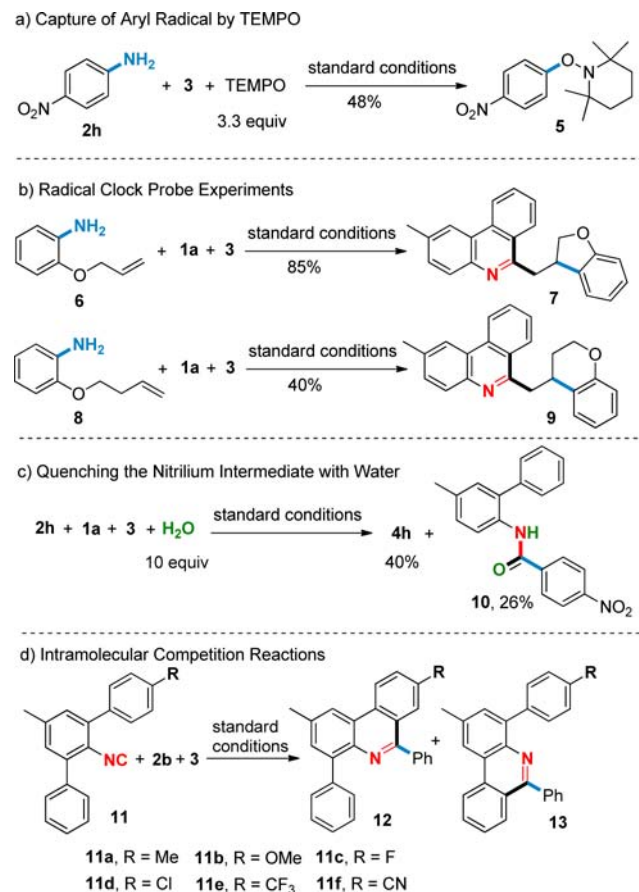 a) Capture of Aryl Radical by TEMPO
NH2
O2N
2h
+ 3 + TEMPO
3.3 equiv
standard conditions
48%
O
N
O2N
5
b) Radical Clock Probe Experiments
NH2
O
6
+ 1a + 3
standard conditions
85%
N
O
7
NH2
O
8
+ 1a + 3
standard conditions
40%
N
O
9
c) Quenching the Nitrilium Intermediate with Water
2h + 1a + 3 + H2O
10 equiv
standard conditions
4h +
40%
NH
O
NO2
10, 26%
d) Intramolecular Competition Reactions
R
NC + 2b + 3
11
standard
conditions
R
N
Ph
12
+
R
N
Ph
13
11a, R = Me 11b, R = OMe 11c, R = F
11d, R = Cl 11e, R = CF3 11f, R = CN